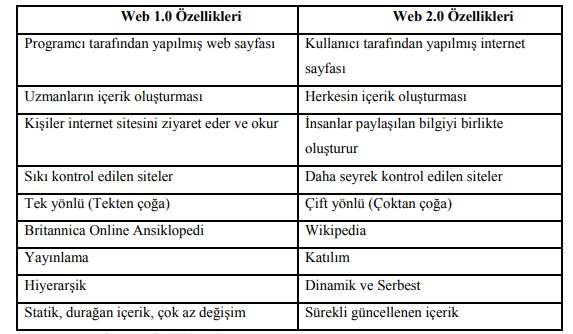 Web 1.0 Özellikleri
Web 2.0 Özellikleri
Programcı tarafından yapılmış web sayfası
Kullanıcı tarafından yapılmış internet
sayfası
Uzmanların içerik oluşturması
Herkesin içerik oluşturması
Kişiler internet sitesini ziyaret eder ve okur
İnsanlar paylaşılan bilgiyi birlikte
oluşturur
Sıkı kontrol edilen siteler
Daha seyrek kontrol edilen siteler
Tek yönlü (Tekten çoğa)
Çift yönlü (Çoktan çoğa)
Britannica Online Ansiklopedi
Wikipedia
Yayınlama
Katılım
Hiyerarşik
Dinamik ve Serbest
Statik, durağan içerik, çok az değişim
Sürekli güncellenen içerik